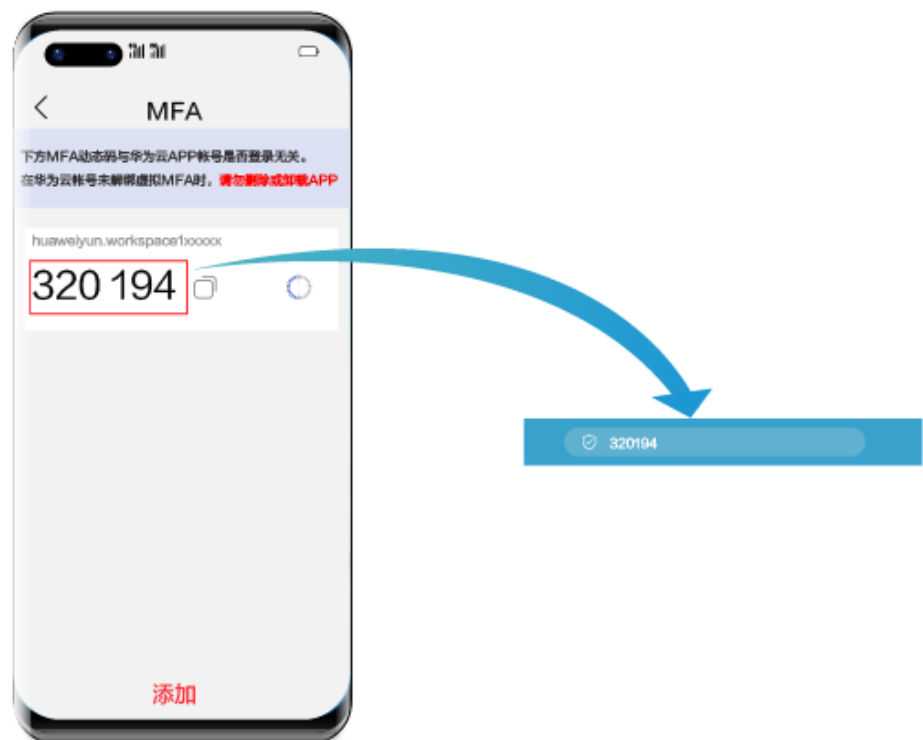 MFA
下方MFA动态码与华为云APP帐号是否登录无关。
在华为云帐号未解绑虚拟MFA时，请勿删除或卸载APP
huaweiyun.workspace1xxxxx
320 194
320194
添加